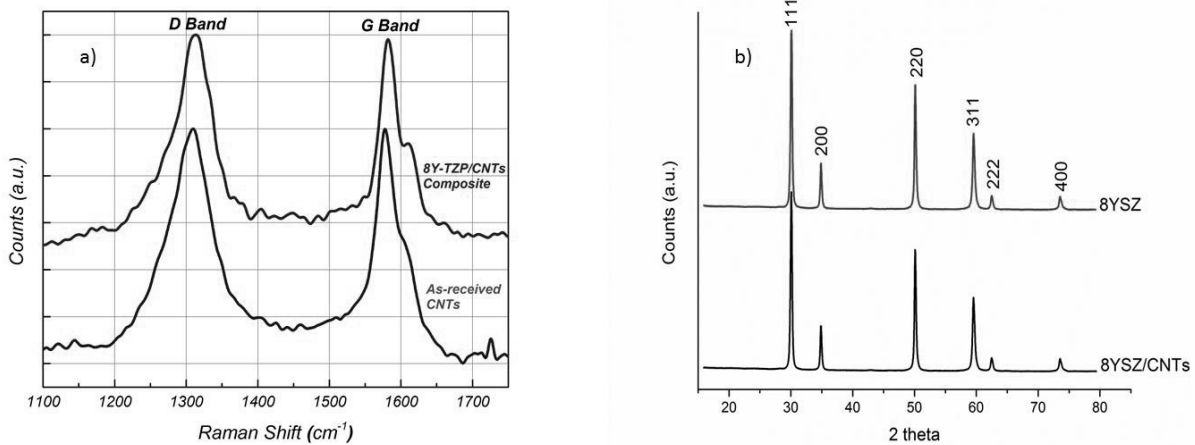 a)
D Band
G Band
8Y-TZP/CNTs
Composite
As-received
CNTs
Counts (a.u.)
1100 1200 1300 1400 1500 1600 1700
Raman Shift (cm⁻¹)
b)
111
200
220
311
222
400
8YSZ
8YSZ/CNTs
Counts (a.u.)
20 30 40 50 60 70 80
2 theta